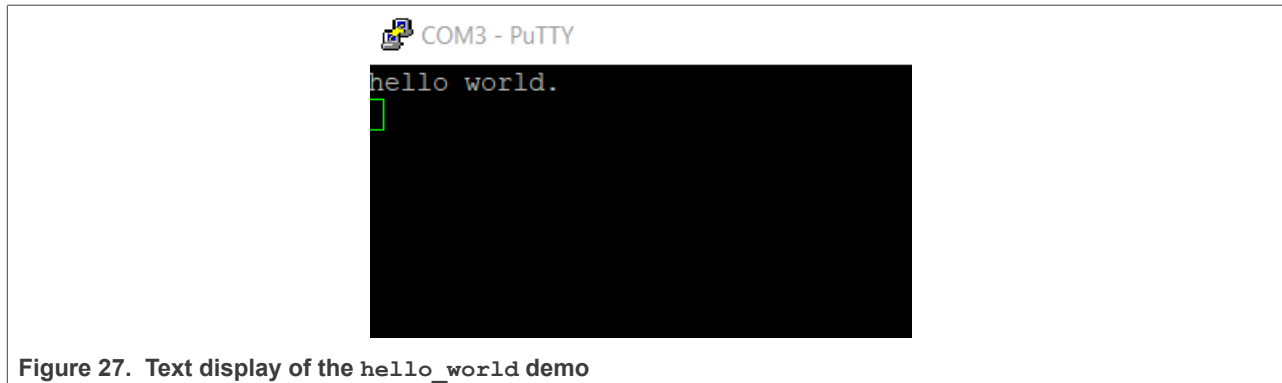 COM3 - PuTTY
hello world.
Figure 27. Text display of the hello_world demo